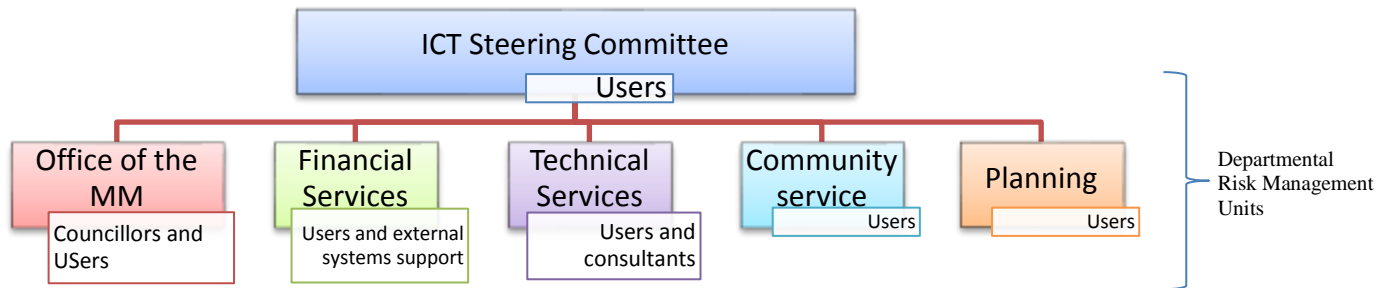 ICT Steering Committee
Users
Office of the
MM
Councillors and
USers
Financial
Services
Users and external
systems support
Technical
Services
Users and
consultants
Community
service
Users
Planning
Users
Departmental
Risk Management
Units